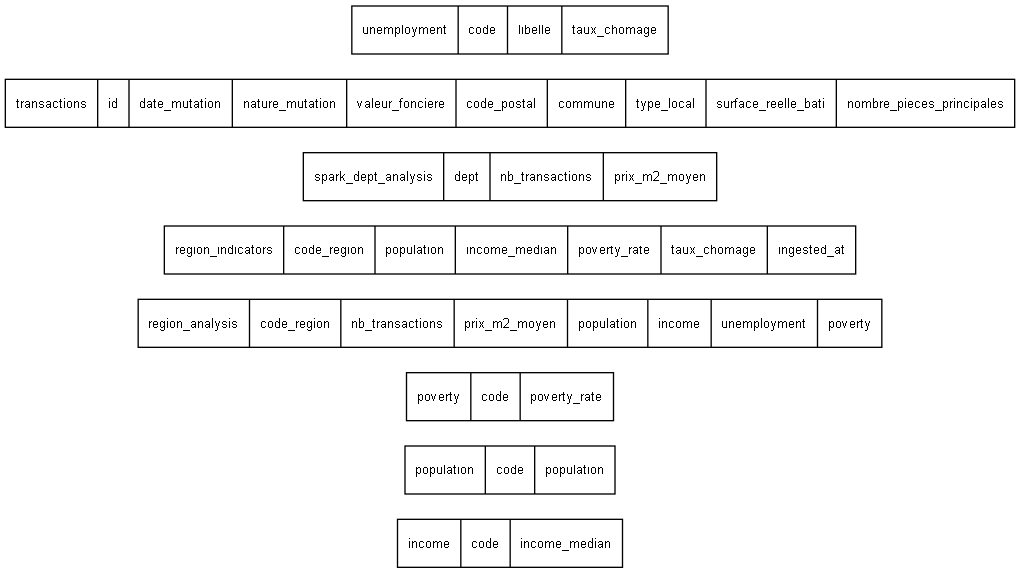 unemployment code libelle taux_chomage
transactions id date_mutation nature_mutation valeur_fonciere code_postal commune type_local surface_reelle_bati nombre_pieces_principales
spark_dept_analysis dept nb_transactions prix_m2_moyen
region_indicators code_region population income_median poverty_rate taux_chomage ingested_at
region_analysis code_region nb_transactions prix_m2_moyen population income unemployment poverty
poverty code poverty_rate
population code population
income code income_median